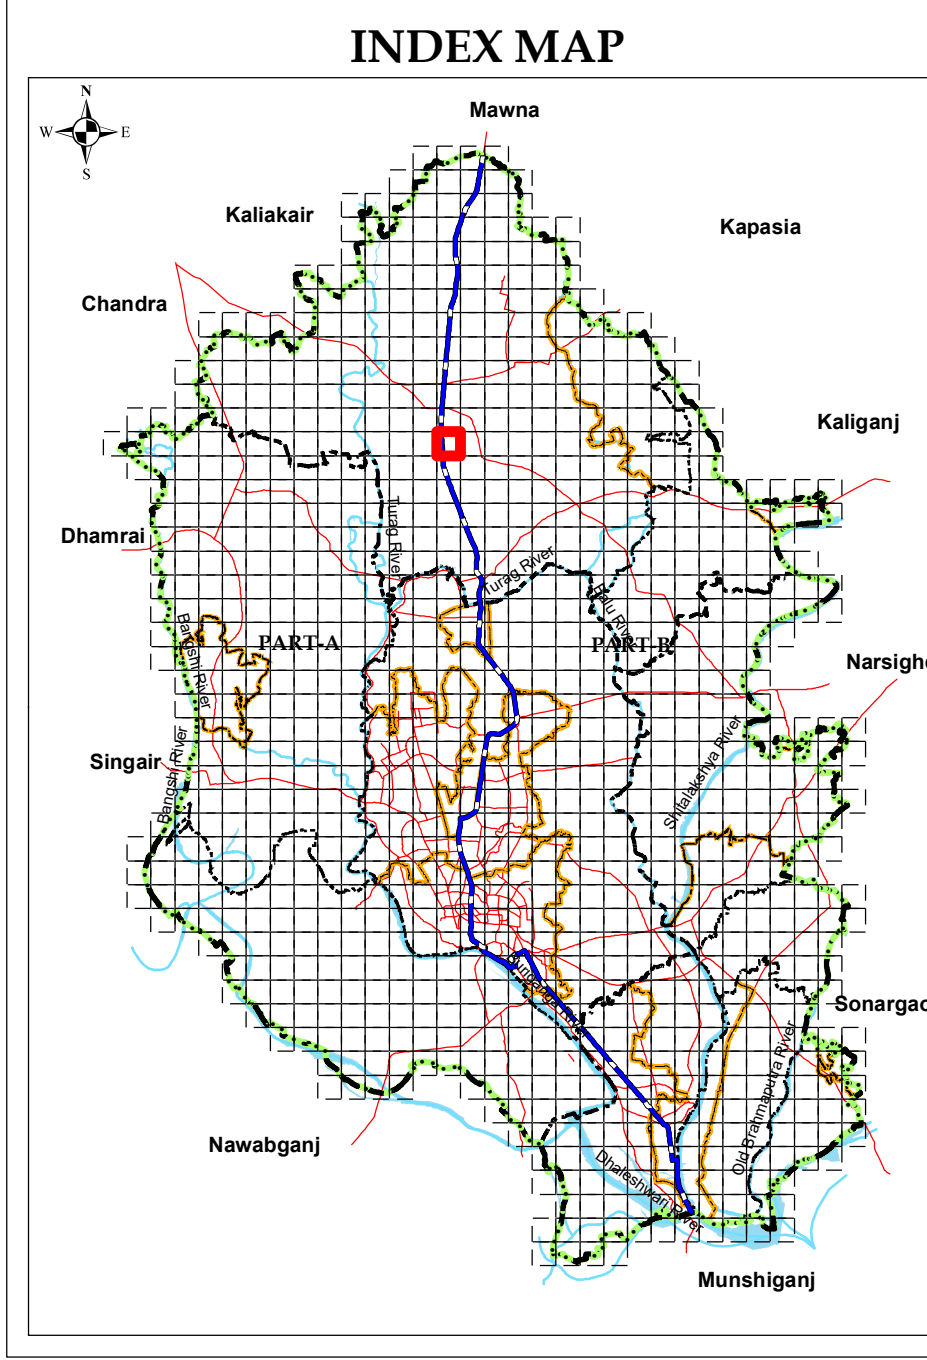 INDEX MAP
N
W E
S
Mawna
Kaliakair
Kapasia
Chandra
Kaliganj
Dhamrai
Turag River
Turag River
Balu River
Bangshi River
PART-A
PART-B
Narsighd
Singair
Bangshi River
Shitalakshya River
Buriganga River
Sonargao
Old Brahmaputra River
Nawabganj
Dhaleshwari River
Munshiganj